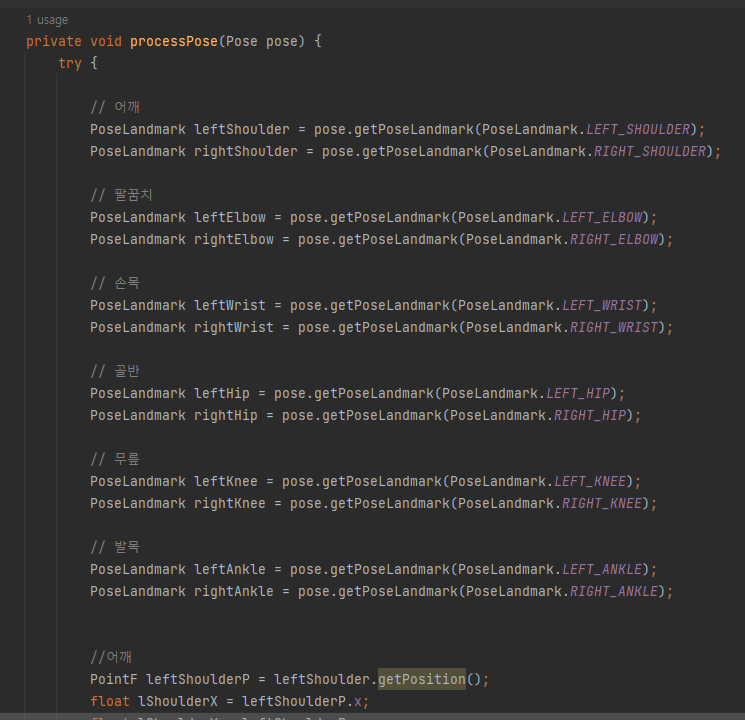 1 usage
private void processPose(Pose pose) {
try {
// 어깨
PoseLandmark leftShoulder = pose.getPoseLandmark(PoseLandmark.LEFT_SHOULDER);
PoseLandmark rightShoulder = pose.getPoseLandmark(PoseLandmark.RIGHT_SHOULDER);
// 팔꿈치
PoseLandmark leftElbow = pose.getPoseLandmark(PoseLandmark.LEFT_ELBOW);
PoseLandmark rightElbow = pose.getPoseLandmark(PoseLandmark.RIGHT_ELBOW);
// 손목
PoseLandmark leftWrist = pose.getPoseLandmark(PoseLandmark.LEFT_WRIST);
PoseLandmark rightWrist = pose.getPoseLandmark(PoseLandmark.RIGHT_WRIST);
// 골반
PoseLandmark leftHip = pose.getPoseLandmark(PoseLandmark.LEFT_HIP);
PoseLandmark rightHip = pose.getPoseLandmark(PoseLandmark.RIGHT_HIP);
// 무릎
PoseLandmark leftKnee = pose.getPoseLandmark(PoseLandmark.LEFT_KNEE);
PoseLandmark rightKnee = pose.getPoseLandmark(PoseLandmark.RIGHT_KNEE);
// 발목
PoseLandmark leftAnkle = pose.getPoseLandmark(PoseLandmark.LEFT_ANKLE);
PoseLandmark rightAnkle = pose.getPoseLandmark(PoseLandmark.RIGHT_ANKLE);
//어깨
PointF leftShoulderP = leftShoulder.getPosition();
float lShoulderX = leftShoulderP.x;